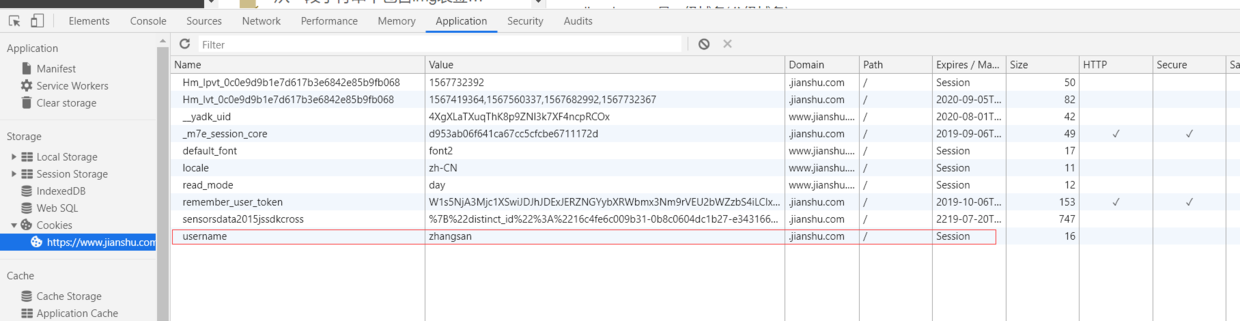 Elements Console Sources Network Performance Memory Application Security Audits
Application
Manifest
Service Workers
Clear storage
Storage
Local Storage
Session Storage
IndexedDB
Web SQL
Cookies
https://www.jianshu.com
Cache
Cache Storage
Application Cache
Filter
Name Value Domain Path Expires / Ma... Size HTTP Secure Sa
Hm_lpvt_0c0e9d9b1e7d617b3e6842e85b9fb068 1567732392 .jianshu.com / Session 50
Hm_lvt_0c0e9d9b1e7d617b3e6842e85b9fb068 1567419364,1567560337,1567682992,1567732367 .jianshu.com / 2020-09-05T... 82
__yadk_uid 4XgXLaTXuqThK8p9ZNI3k7XF4ncpRCOx www.jianshu.... / 2020-08-01T... 42
_m7e_session_core d953ab06f641ca67cc5cfcbe6711172d .jianshu.com / 2019-09-06T... 49 ✓ ✓
default_font font2 www.jianshu.... / Session 17
locale zh-CN www.jianshu.... / Session 11
read_mode day www.jianshu.... / Session 12
remember_user_token W1s5NjA3Mjc1XSwiJDJhJDExJERZNGYybXRWbmx3Nm9rVEU2bWZzbS4iLCIx... .jianshu.com / 2019-10-06T... 153 ✓ ✓
sensorsdata2015jssdkcross %7B%22distinct_id%22%3A%2216c4fe6c009b31-0b8c0604dc1b27-e343166... .jianshu.com / 2219-07-20T... 747
username zhangsan .jianshu.com / Session 16